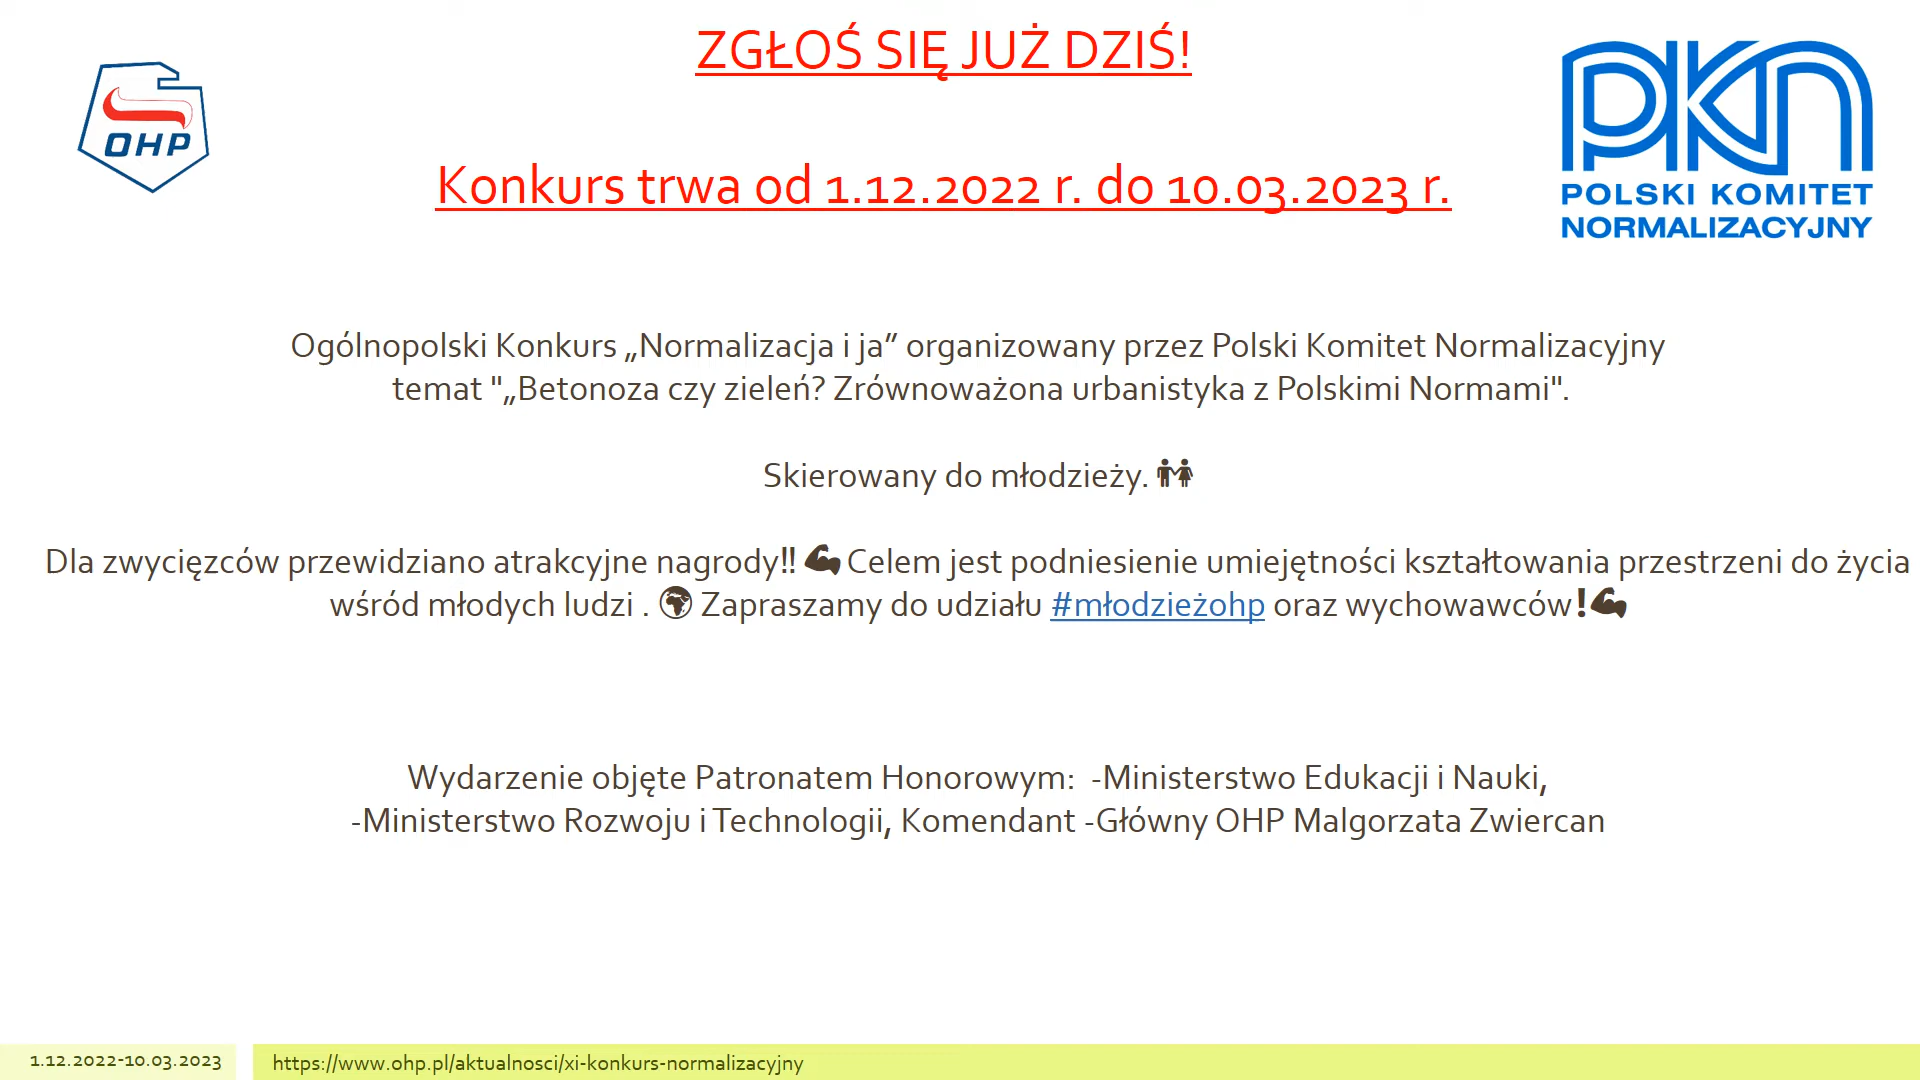 ZGŁOŚ SIĘ JUŻ DZIŚ!
OHP
Konkurs trwa od 1.12.2022 r. do 10.03.2023 r.
pkn
POLSKI KOMITET
NORMALIZACYJNY
Ogólnopolski Konkurs „Normalizacja i ja” organizowany przez Polski Komitet Normalizacyjny
temat "„Betonoza czy zieleń? Zrównoważona urbanistyka z Polskimi Normami".
Skierowany do młodzieży. 👫
Dla zwycięzców przewidziano atrakcyjne nagrody‼ 💪 Celem jest podniesienie umiejętności kształtowania przestrzeni do życia
wśród młodych ludzi . 🌍 Zapraszamy do udziału #młodzieżohp oraz wychowawców❗💪
Wydarzenie objęte Patronatem Honorowym:  -Ministerstwo Edukacji i Nauki,
-Ministerstwo Rozwoju i Technologii, Komendant -Główny OHP Malgorzata Zwiercan
1.12.2022-10.03.2023
https://www.ohp.pl/aktualnosci/xi-konkurs-normalizacyjny